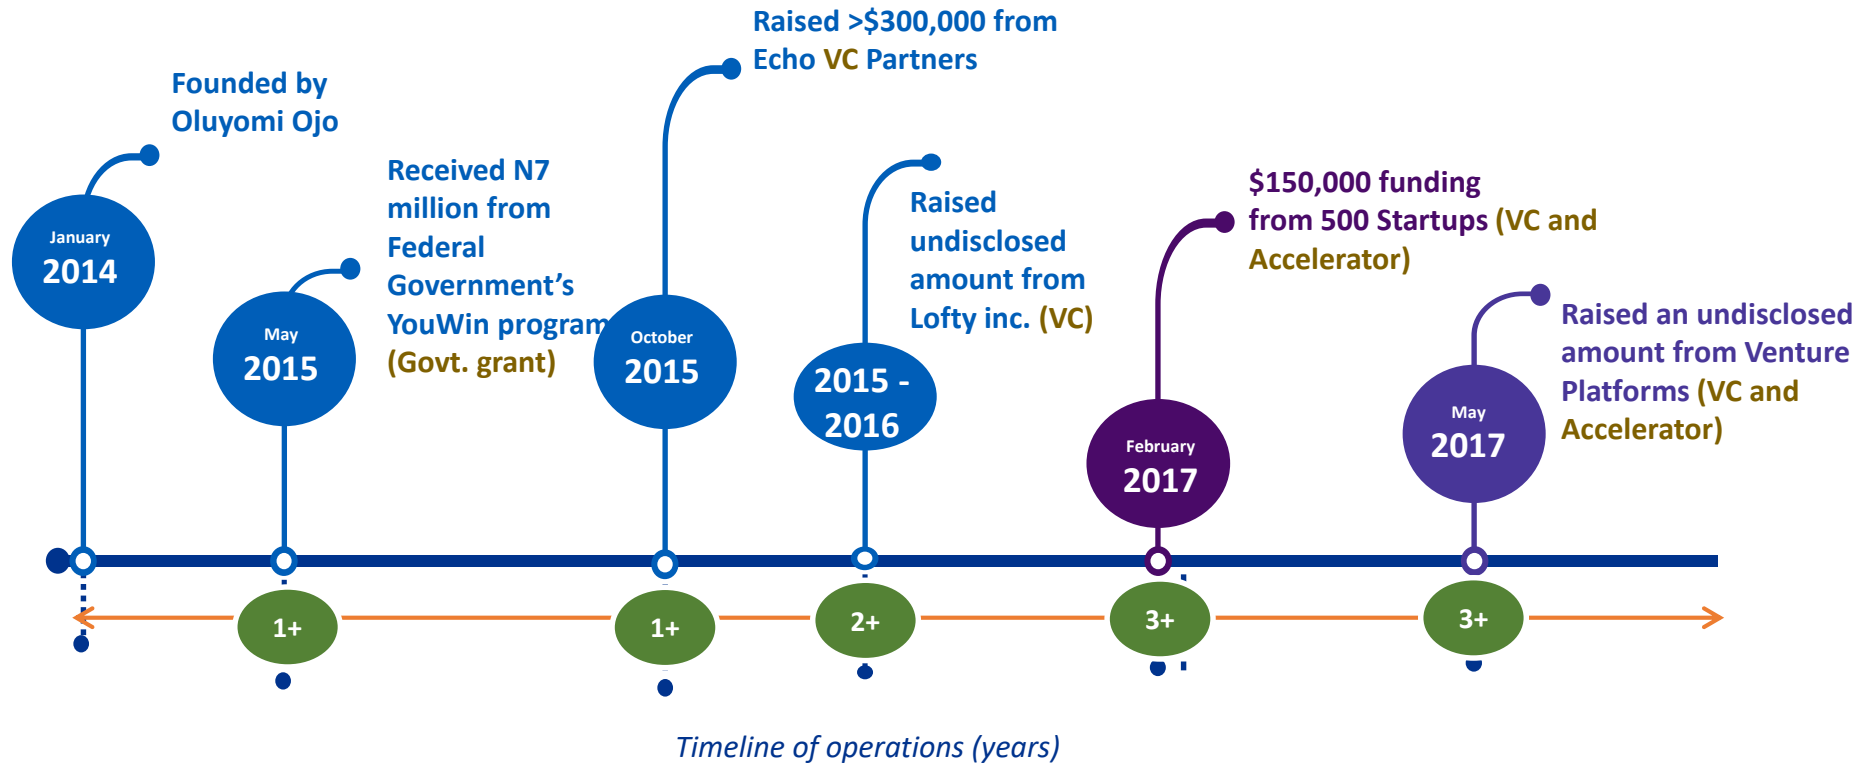 Founded by
Oluyomi Ojo
January
2014
Received N7
million from
Federal
Government’s
YouWin program
(Govt. grant)
May
2015
Raised >$300,000 from
Echo VC Partners
October
2015
Raised
undisclosed
amount from
Lofty inc. (VC)
2015 -
2016
$150,000 funding
from 500 Startups (VC and
Accelerator)
February
2017
Raised an undisclosed
amount from Venture
Platforms (VC and
Accelerator)
May
2017
1+
1+
2+
3+
3+
Timeline of operations (years)